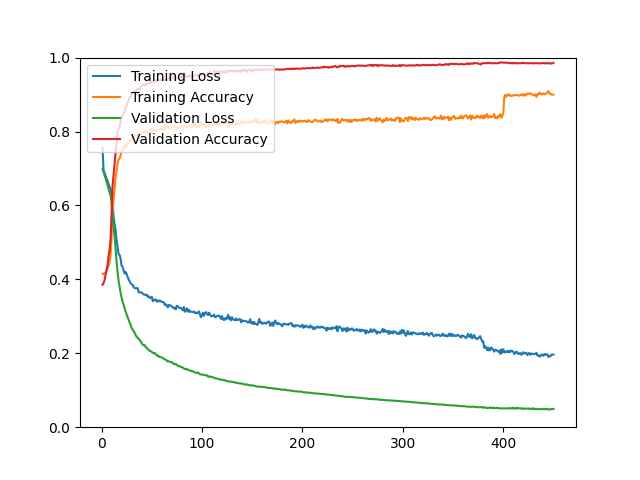 Training Loss
Training Accuracy
Validation Loss
Validation Accuracy
1.0
0.8
0.6
0.4
0.2
0.0
0 100 200 300 400